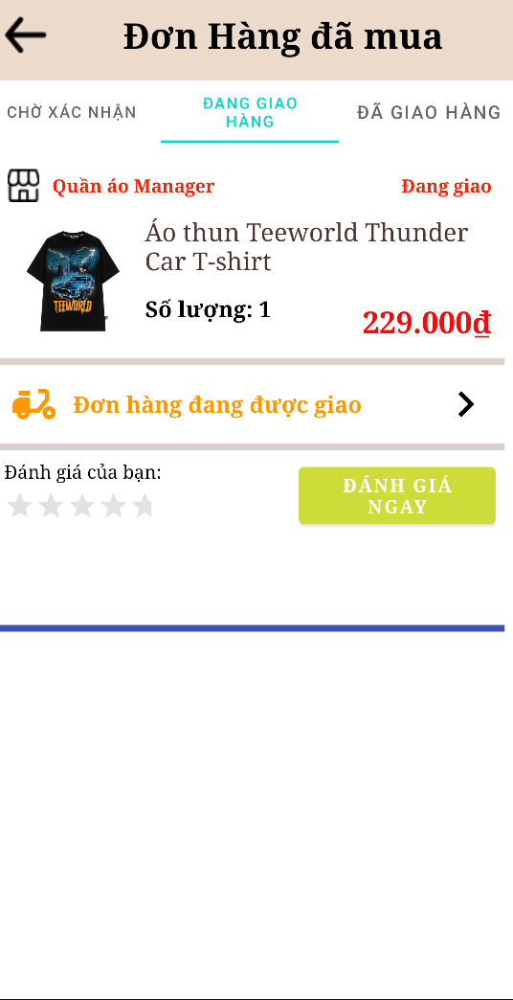 Đơn Hàng đã mua
CHỜ XÁC NHẬN
ĐANG GIAO
HÀNG
ĐÃ GIAO HÀNG
Quần áo Manager
Đang giao
Áo thun Teeworld Thunder
Car T-shirt
TEEWORLD
Số lượng: 1
229.000₫
Đơn hàng đang được giao
Đánh giá của bạn:
ĐÁNH GIÁ
NGAY